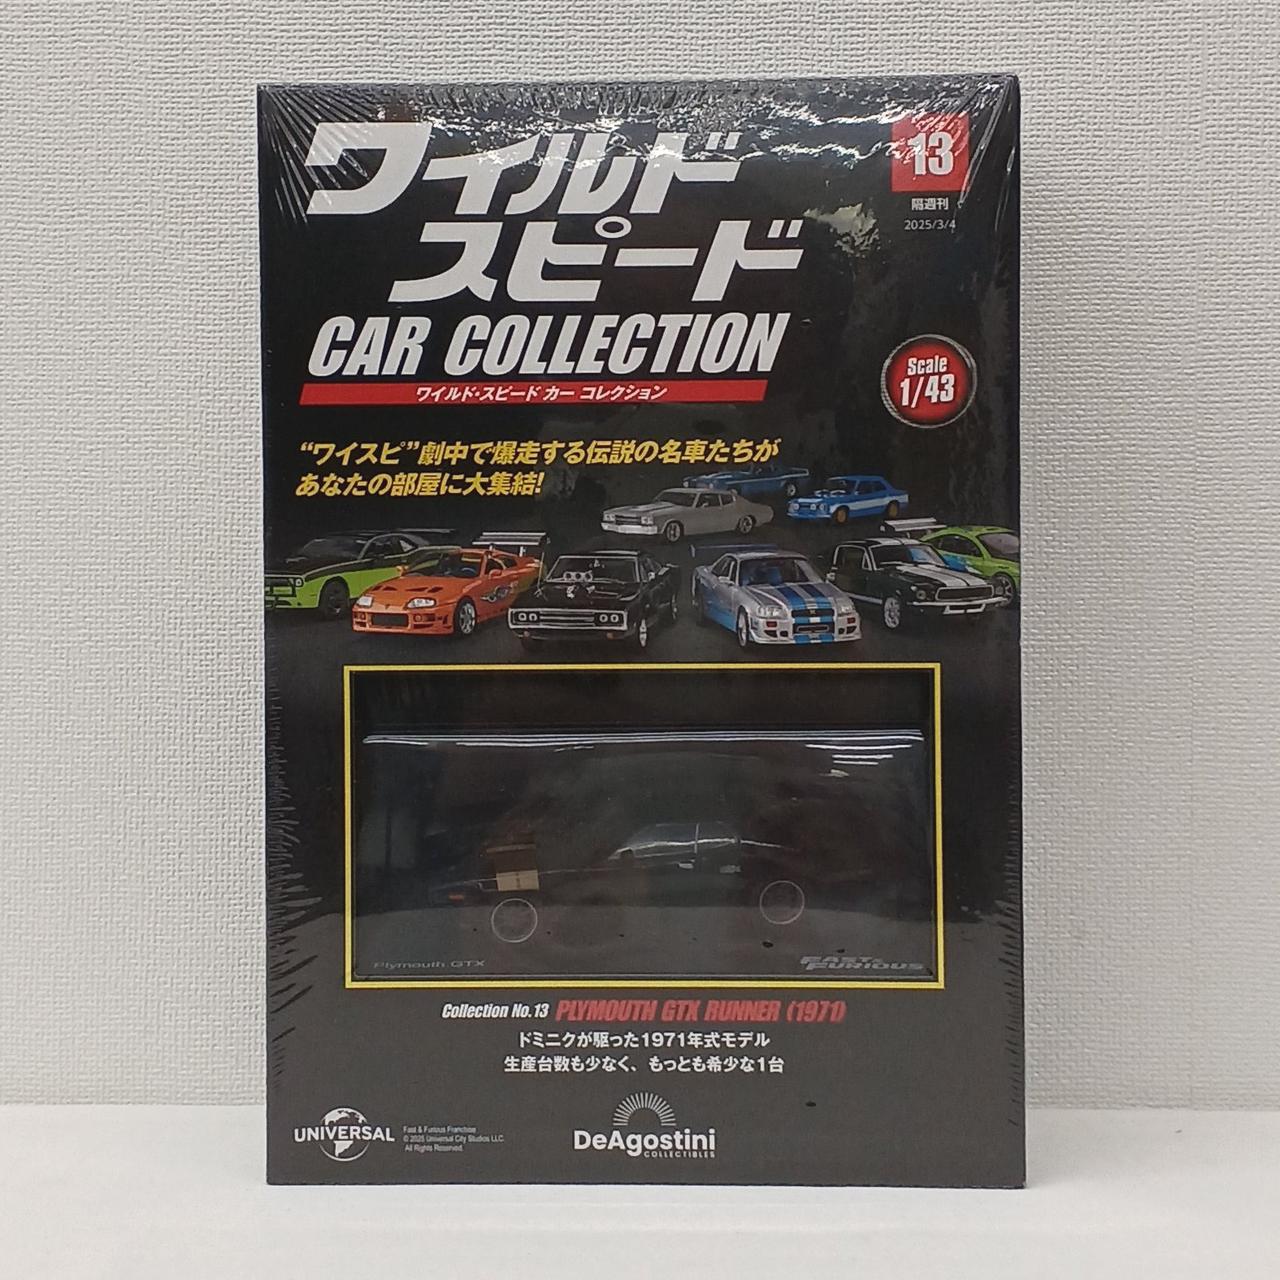 ワイルド
スピード
CAR COLLECTION
ワイルド・スピード カー コレクション
13
隔週刊
2025/3/4
Scale
1/43
“ワイスピ”劇中で爆走する伝説の名車たちが
あなたの部屋に大集結!
Plymouth GTX
FAST & FURIOUS
Collection No.13 PLYMOUTH GTX RUNNER (1971)
ドミニクが駆った1971年式モデル
生産台数も少なく、もっとも希少な1台
UNIVERSAL
Fast & Furious Franchise
© 2025 Universal City Studios LLC.
All Rights Reserved.
DeAgostini
COLLECTIBLES